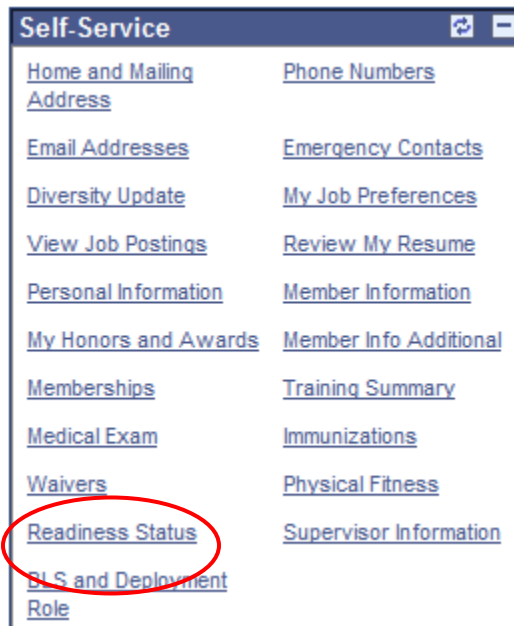 Self-Service
Home and Mailing Address
Phone Numbers
Email Addresses
Emergency Contacts
Diversity Update
My Job Preferences
View Job Postings
Review My Resume
Personal Information
Member Information
My Honors and Awards
Member Info Additional
Memberships
Training Summary
Medical Exam
Immunizations
Waivers
Physical Fitness
Readiness Status
Supervisor Information
BLS and Deployment
Role